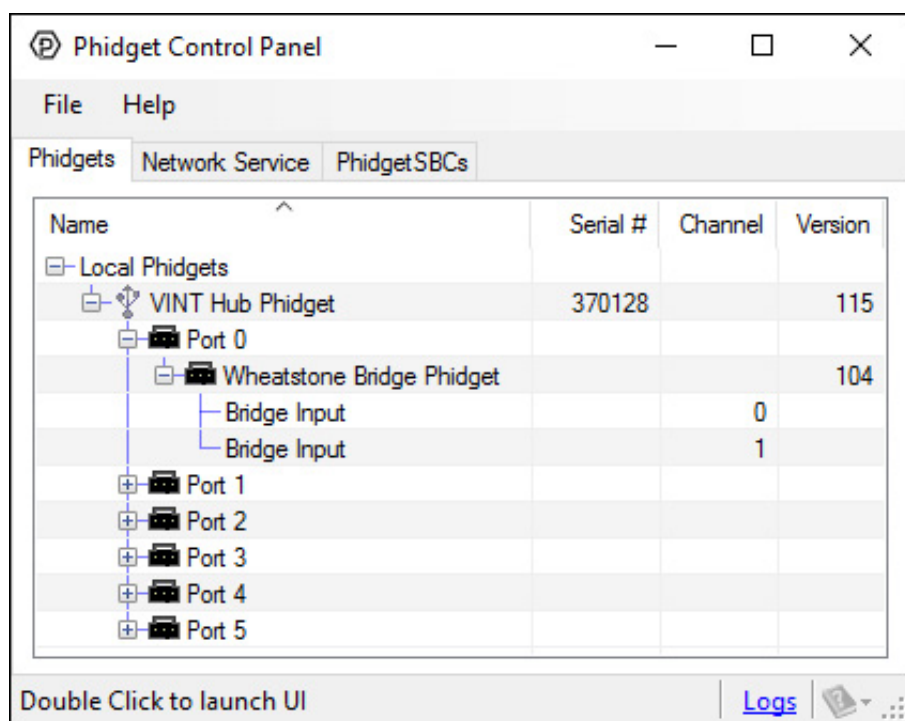 Phidget Control Panel
File Help
Phidgets Network Service PhidgetSBCs
Name Serial # Channel Version
Local Phidgets
VINT Hub Phidget 370128 115
Port 0
Wheatstone Bridge Phidget 104
Bridge Input 0
Bridge Input 1
Port 1
Port 2
Port 3
Port 4
Port 5
Double Click to launch UI Logs